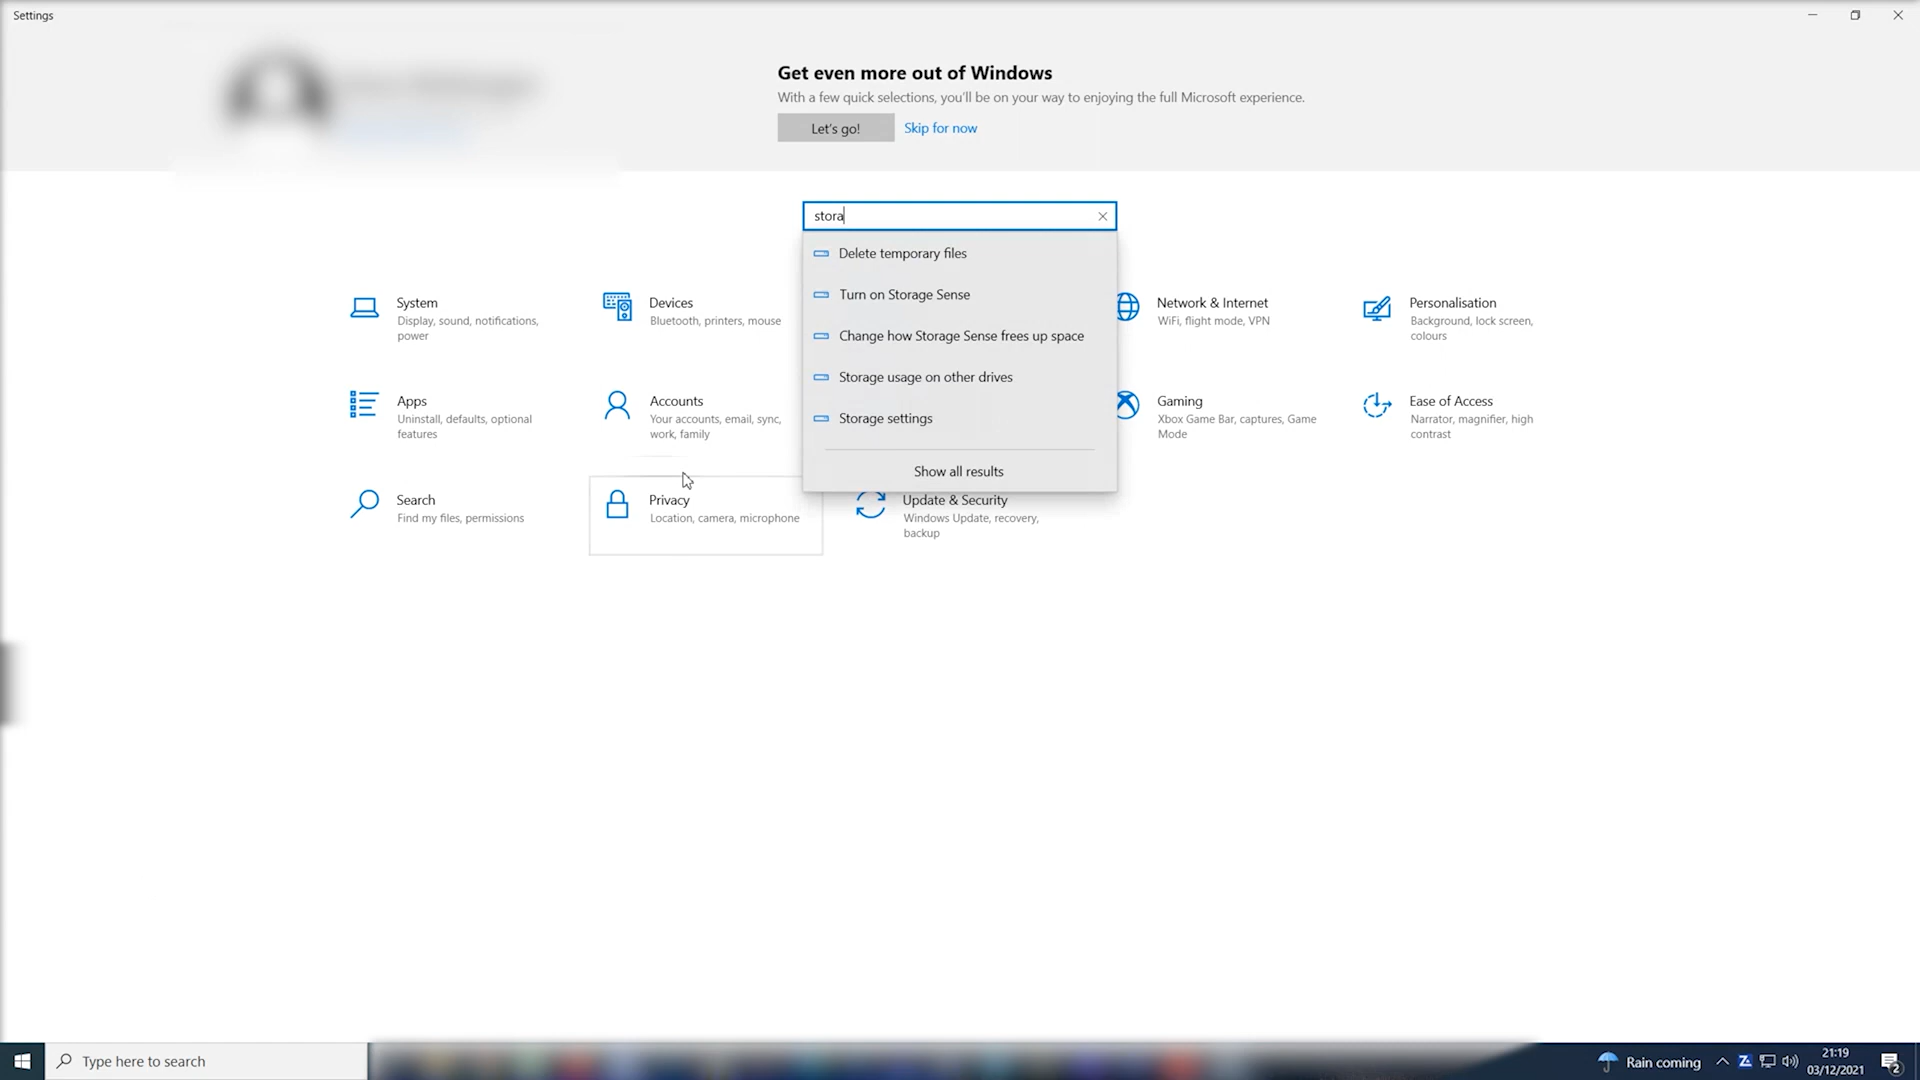 Settings
Get even more out of Windows
With a few quick selections, you'll be on your way to enjoying the full Microsoft experience.
Let's go!
Skip for now
stora
Delete temporary files
Turn on Storage Sense
Change how Storage Sense frees up space
Storage usage on other drives
Storage settings
Show all results
System
Display, sound, notifications,
power
Devices
Bluetooth, printers, mouse
Network & Internet
WiFi, flight mode, VPN
Personalisation
Background, lock screen,
colours
Apps
Uninstall, defaults, optional
features
Accounts
Your accounts, email, sync,
work, family
Gaming
Xbox Game Bar, captures, Game
Mode
Ease of Access
Narrator, magnifier, high
contrast
Search
Find my files, permissions
Privacy
Location, camera, microphone
Update & Security
Windows Update, recovery,
backup
Type here to search
Rain coming
21:19
03/12/2021
2